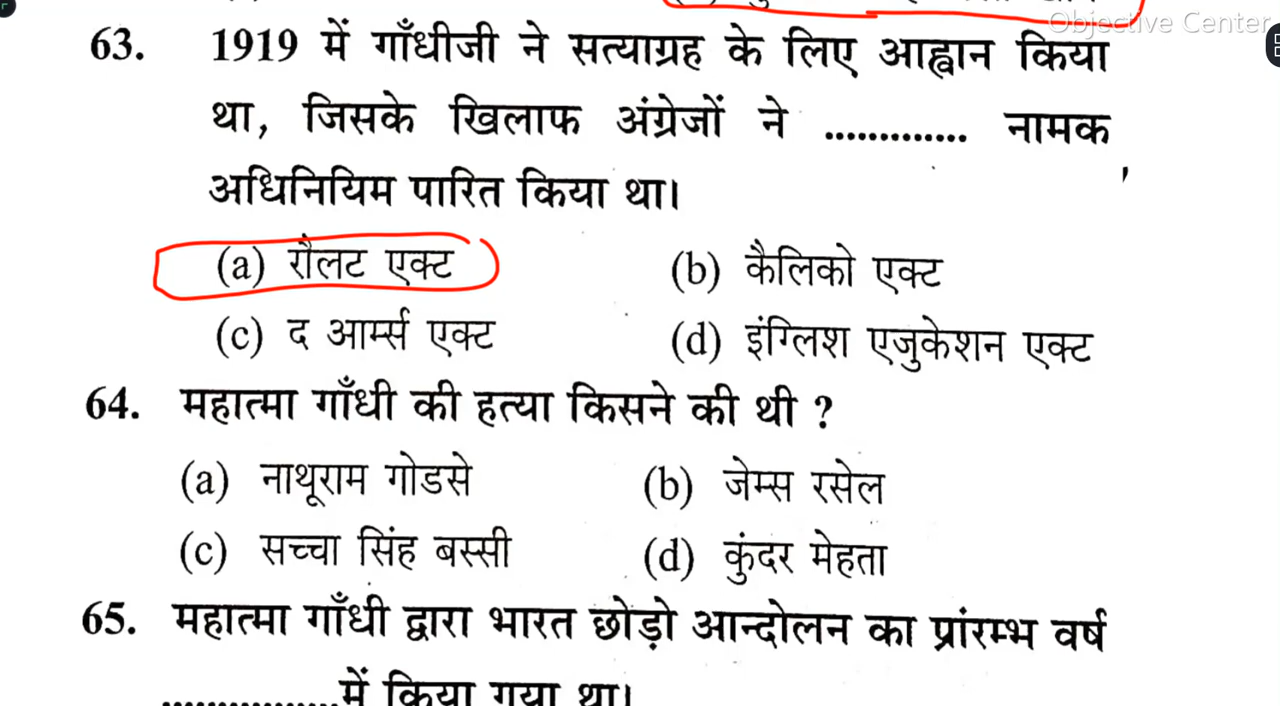 Objective Center
63. 1919 में गाँधीजी ने सत्याग्रह के लिए आह्वान किया
था, जिसके खिलाफ अंग्रेजों ने ............. नामक
अधिनियिम पारित किया था।
(a) रौलट एक्ट (b) कैलिको एक्ट
(c) द आर्म्स एक्ट (d) इंग्लिश एजुकेशन एक्ट
64. महात्मा गाँधी की हत्या किसने की थी ?
(a) नाथूराम गोडसे (b) जेम्स रसेल
(c) सच्चा सिंह बस्सी (d) कुंदर मेहता
65. महात्मा गाँधी द्वारा भारत छोड़ो आन्दोलन का प्रांरम्भ वर्ष
................. में किया गया था।